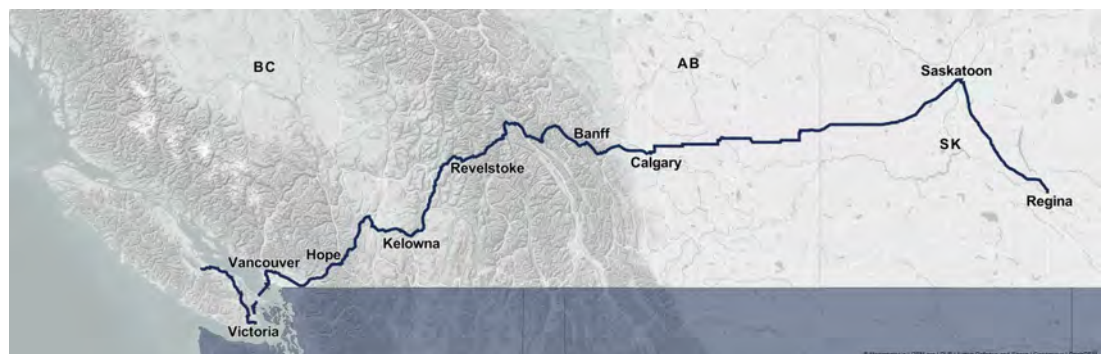 BC
AB
Saskatoon
Banff
SK
Calgary
Revelstoke
Regina
Kelowna
Hope
Vancouver
Victoria